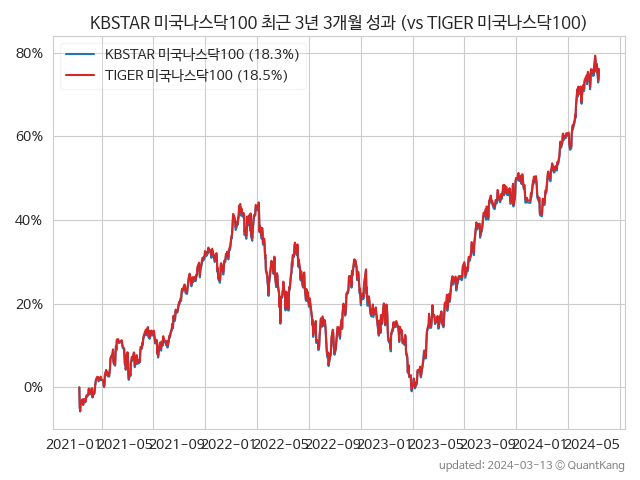 KBSTAR 미국나스닥100 최근 3년 3개월 성과 (vs TIGER 미국나스닥100)
KBSTAR 미국나스닥100 (18.3%)
TIGER 미국나스닥100 (18.5%)
80%
60%
40%
20%
0%
2021-01 2021-05 2021-09 2022-01 2022-05 2022-09 2023-01 2023-05 2023-09 2024-01 2024-05
updated: 2024-03-13 © QuantKang